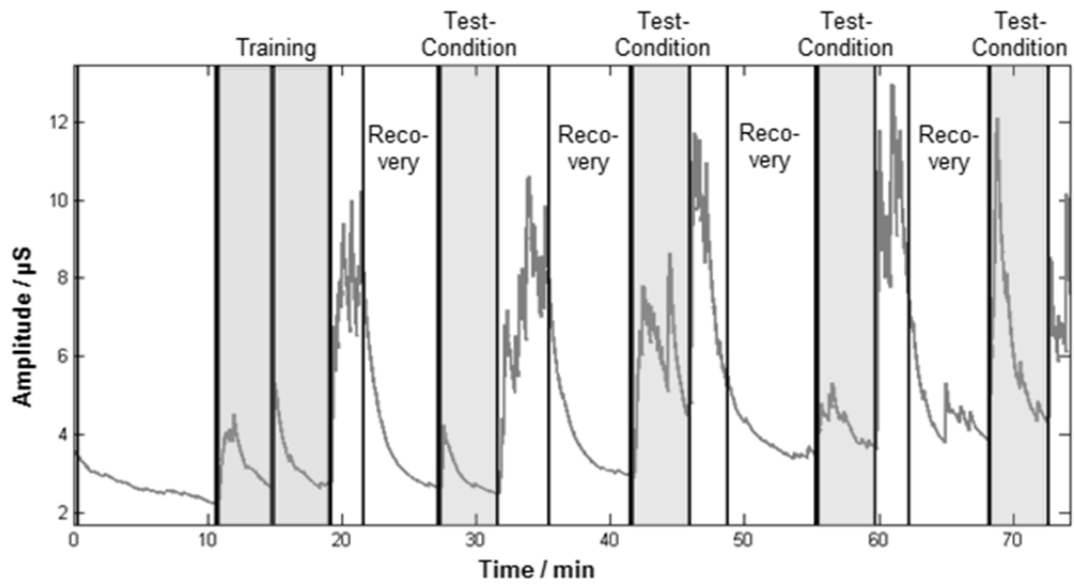 Test-
Test-
Test-
Test-
Training
Condition
Condition
Condition
Condition
12
Reco-
very
Reco-
very
Reco-
very
Reco-
very
10
8
6
4
2
Amplitude / µS
0
10
20
30
40
50
60
70
Time / min